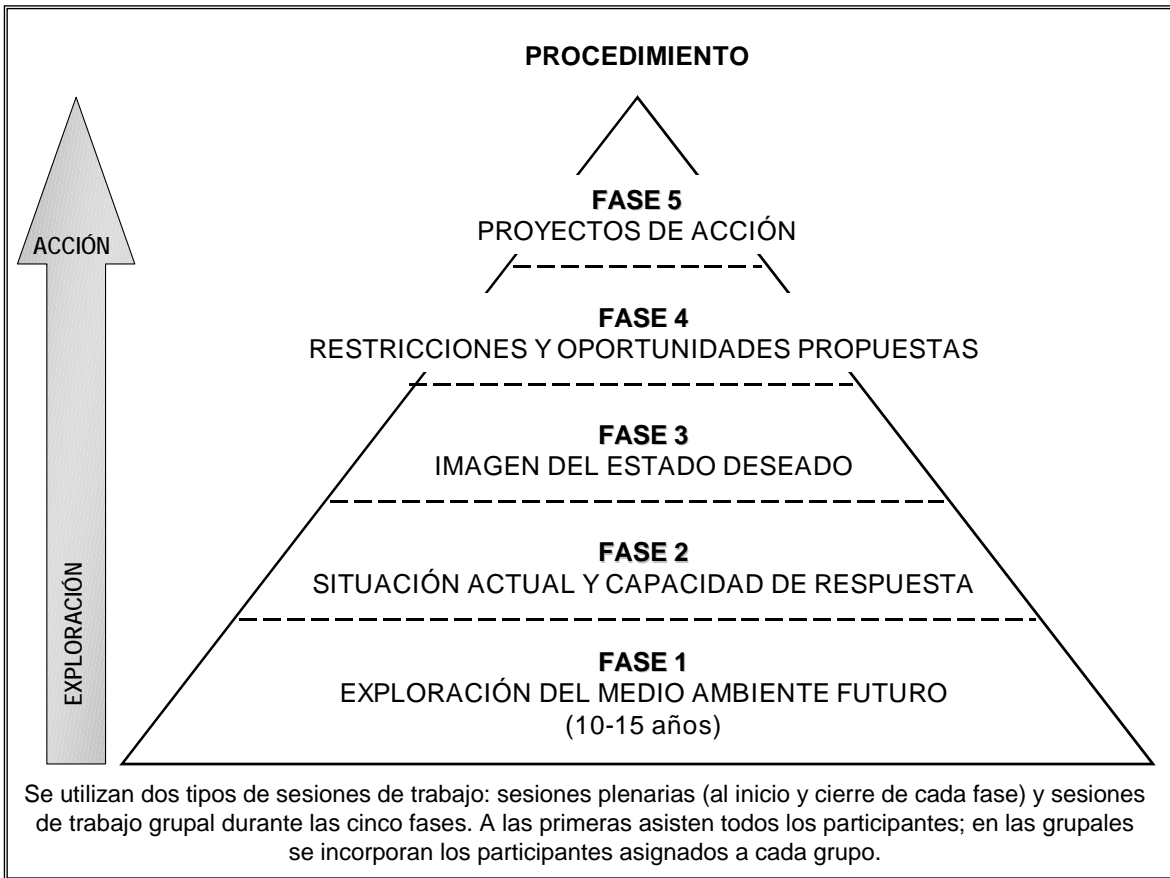 PROCEDIMIENTO
ACCIÓN
EXPLORACIÓN
FASE 5
PROYECTOS DE ACCIÓN
FASE 4
RESTRICCIONES Y OPORTUNIDADES PROPUESTAS
FASE 3
IMAGEN DEL ESTADO DESEADO
FASE 2
SITUACIÓN ACTUAL Y CAPACIDAD DE RESPUESTA
FASE 1
EXPLORACIÓN DEL MEDIO AMBIENTE FUTURO
(10-15 años)
Se utilizan dos tipos de sesiones de trabajo: sesiones plenarias (al inicio y cierre de cada fase) y sesiones
de trabajo grupal durante las cinco fases. A las primeras asisten todos los participantes; en las grupales
se incorporan los participantes asignados a cada grupo.